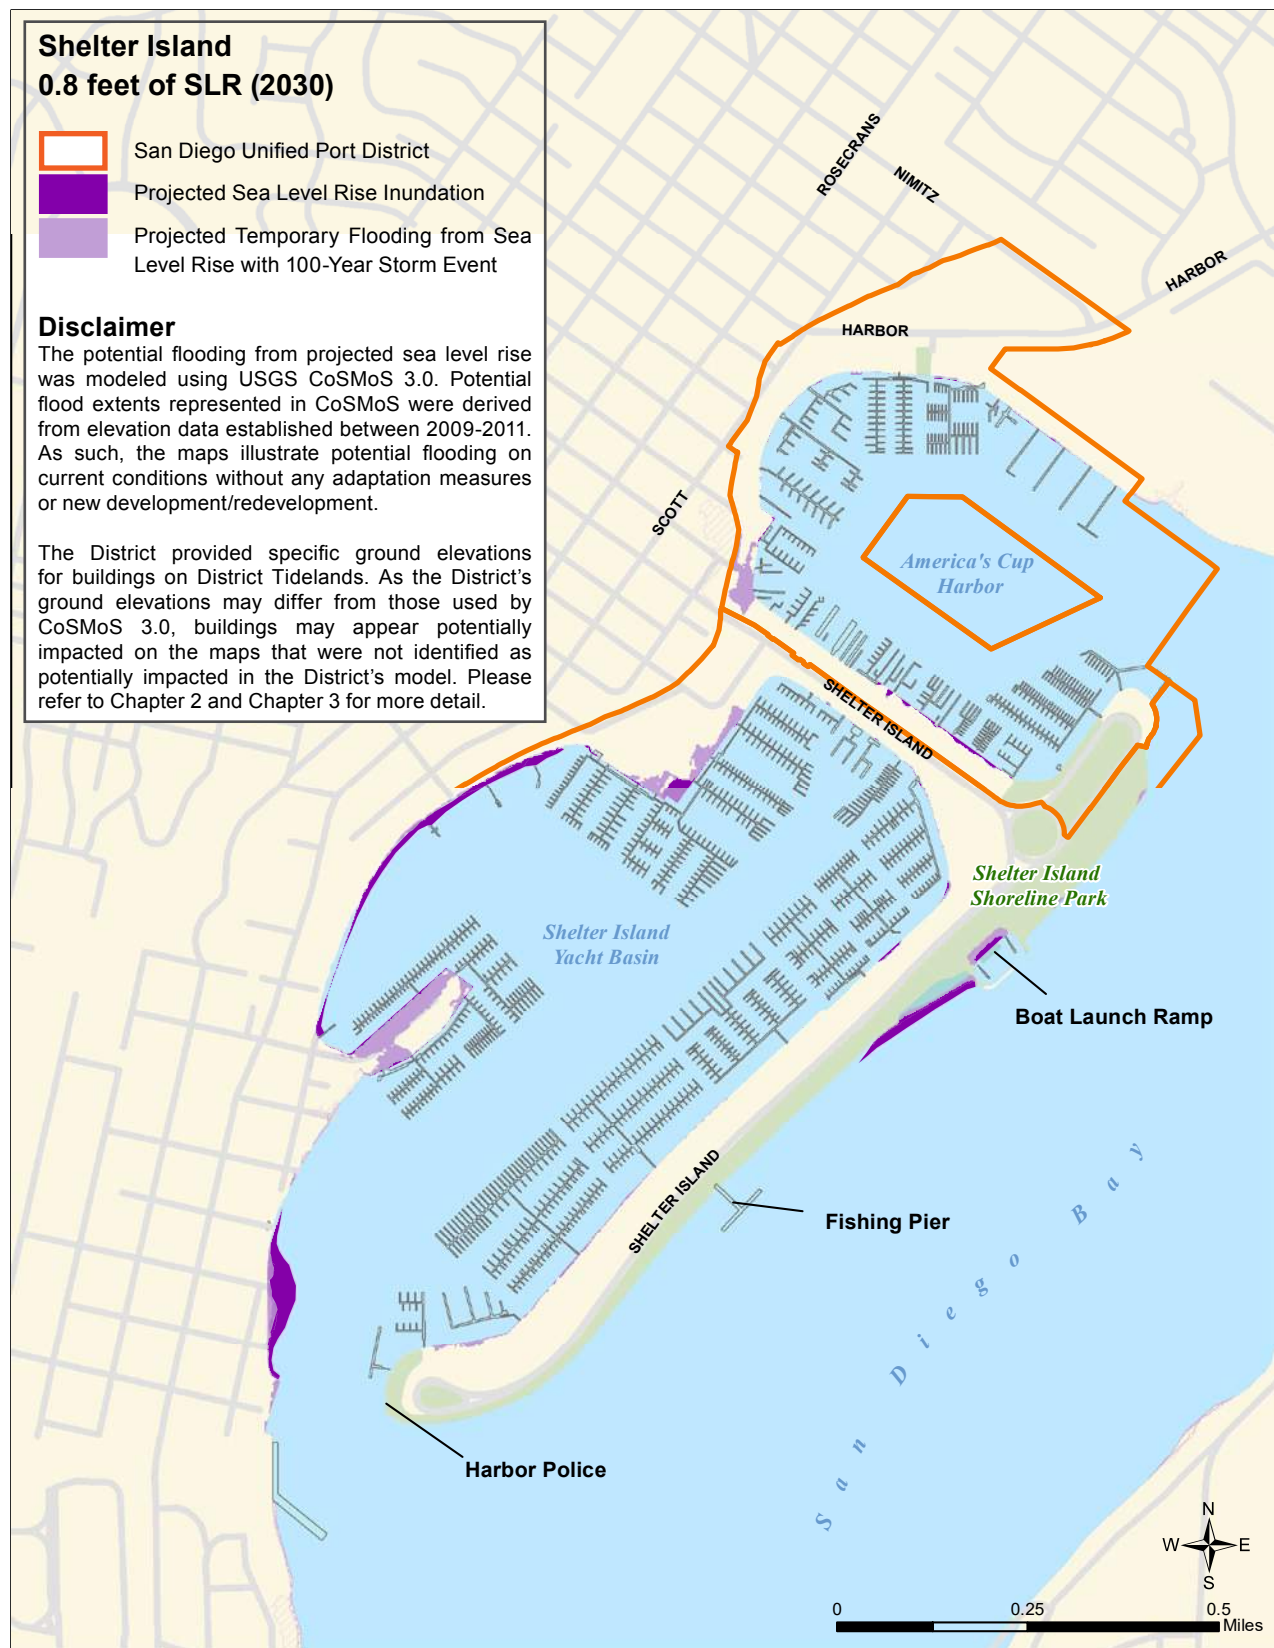 Shelter Island
0.8 feet of SLR (2030)
San Diego Unified Port District
Projected Sea Level Rise Inundation
Projected Temporary Flooding from Sea
Level Rise with 100-Year Storm Event
Disclaimer
The potential flooding from projected sea level rise
was modeled using USGS CoSMoS 3.0. Potential
flood extents represented in CoSMoS were derived
from elevation data established between 2009-2011.
As such, the maps illustrate potential flooding on
current conditions without any adaptation measures
or new development/redevelopment.
The District provided specific ground elevations
for buildings on District Tidelands. As the District's
ground elevations may differ from those used by
CoSMoS 3.0, buildings may appear potentially
impacted on the maps that were not identified as
potentially impacted in the District's model. Please
refer to Chapter 2 and Chapter 3 for more detail.
ROSECRANS
NIMITZ
HARBOR
HARBOR
SCOTT
America's Cup
Harbor
SHELTER ISLAND
Shelter Island
Shoreline Park
Shelter Island
Yacht Basin
Boat Launch Ramp
SHELTER ISLAND
Fishing Pier
San Diego Bay
Harbor Police
N
W E
S
0 0.25 0.5
Miles